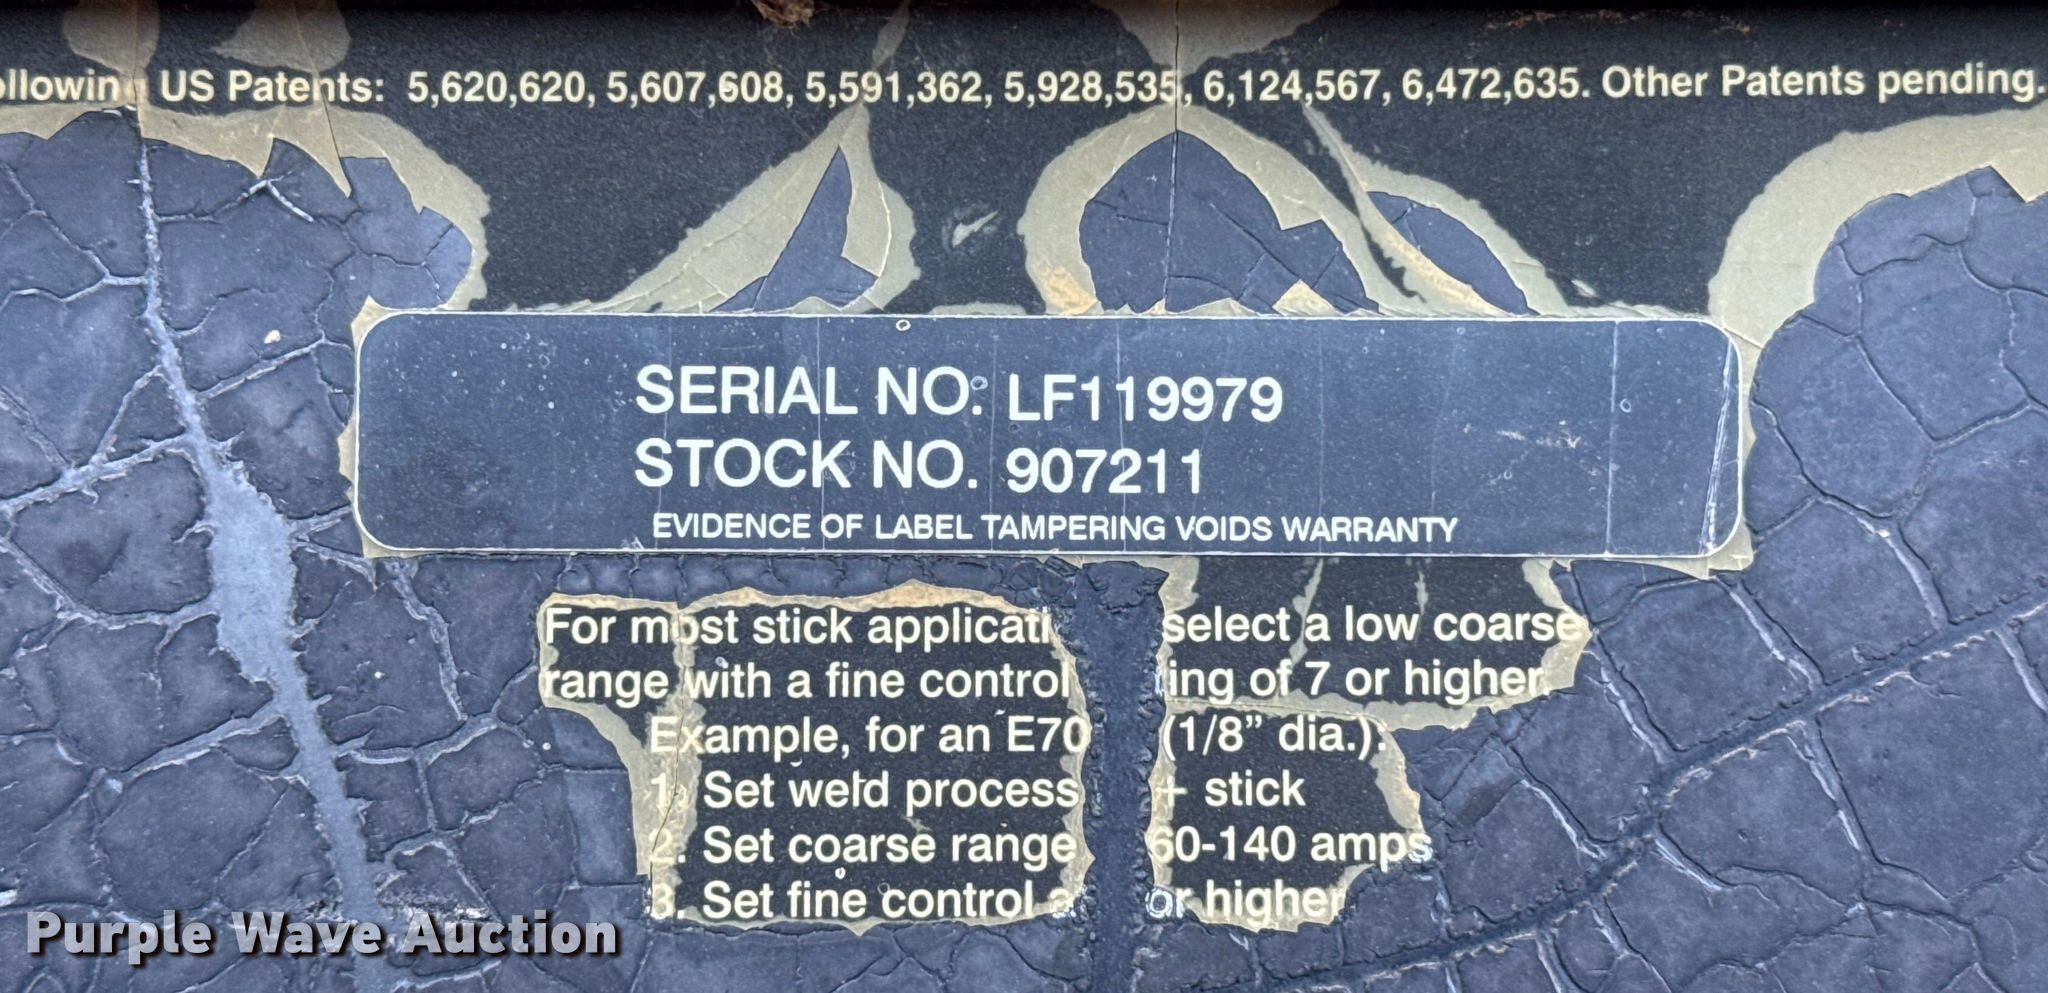 US Patents: 5,620,620, 5,607,608, 5,591,362, 5,928,535, 6,124,567, 6,472,635. Other Patents pending.
SERIAL NO: LF119979
STOCK NO. 907211
EVIDENCE OF LABEL TAMPERING VOIDS WARRANTY
For most stick select a low coarse
range with a fine control of 7 or higher.
Example, for an (1/8” dia.):
1. Set weld process + stick
2. Set coarse range 60-140 amps
3. Set fine control or higher
Purple Wave Auction